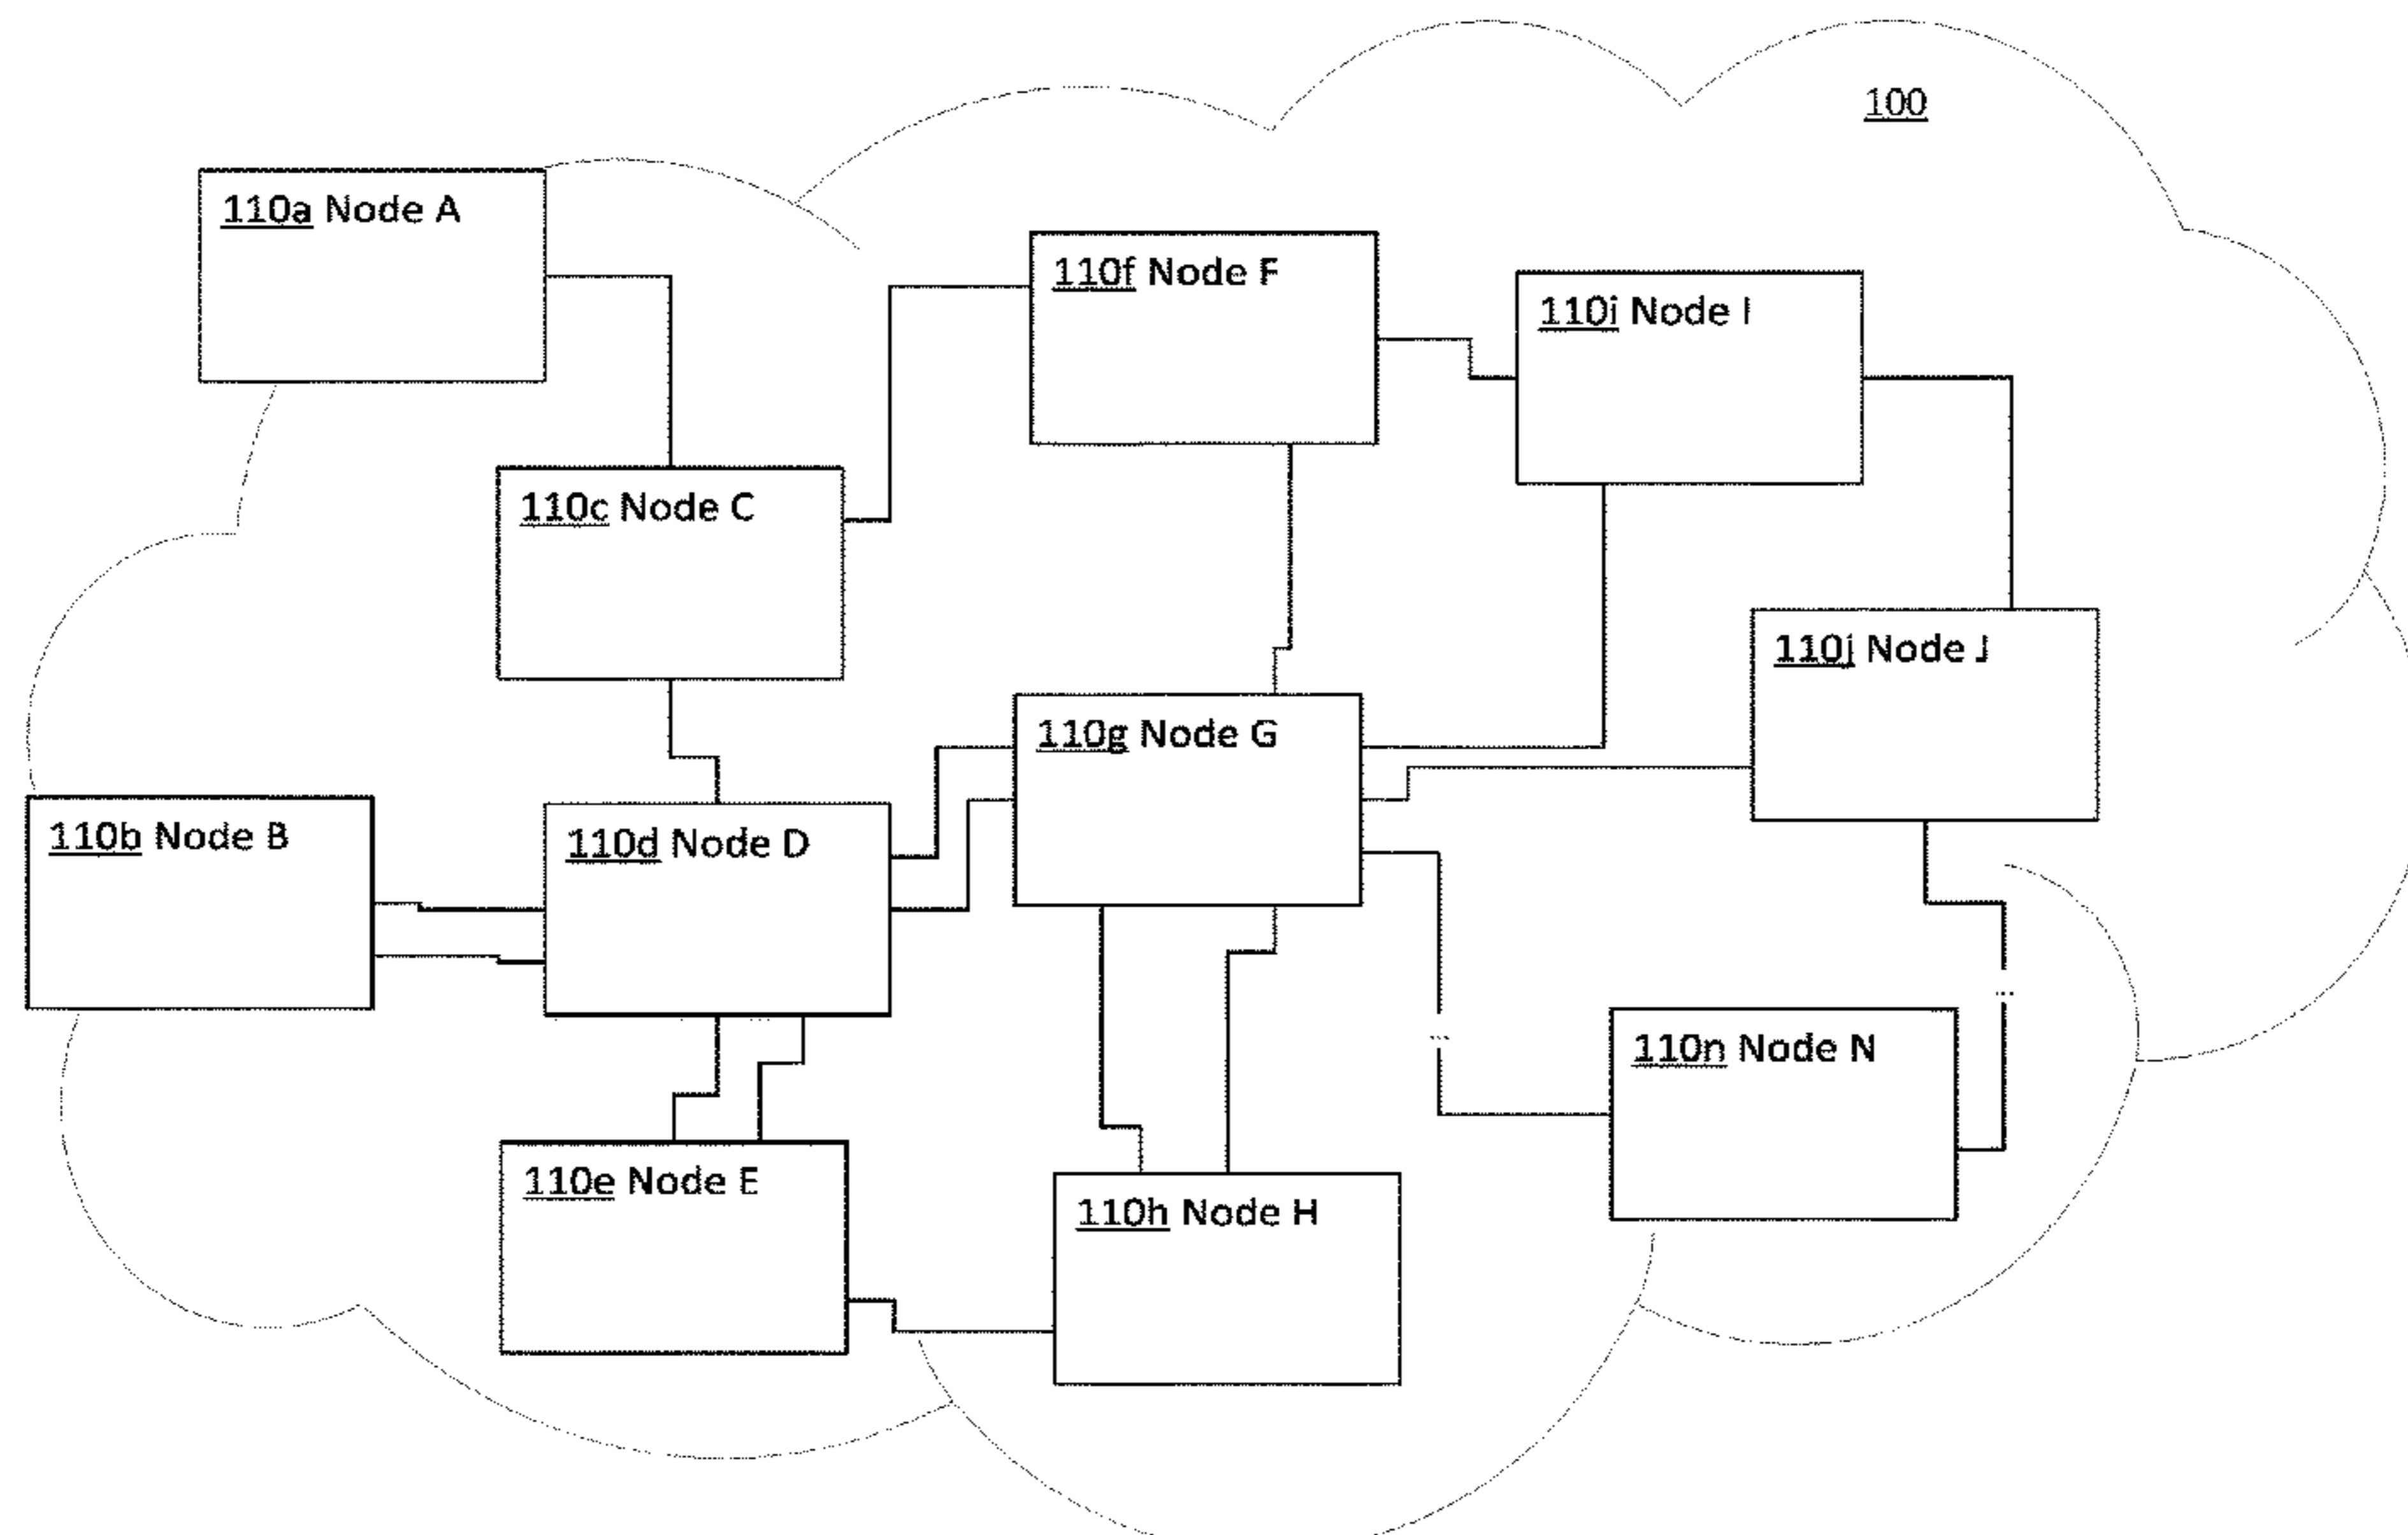 100
110a Node A
110f Node F
110i Node I
110c Node C
110j Node J
110g Node G
110b Node B
110d Node D
...
...
110n Node N
110e Node E
110h Node H